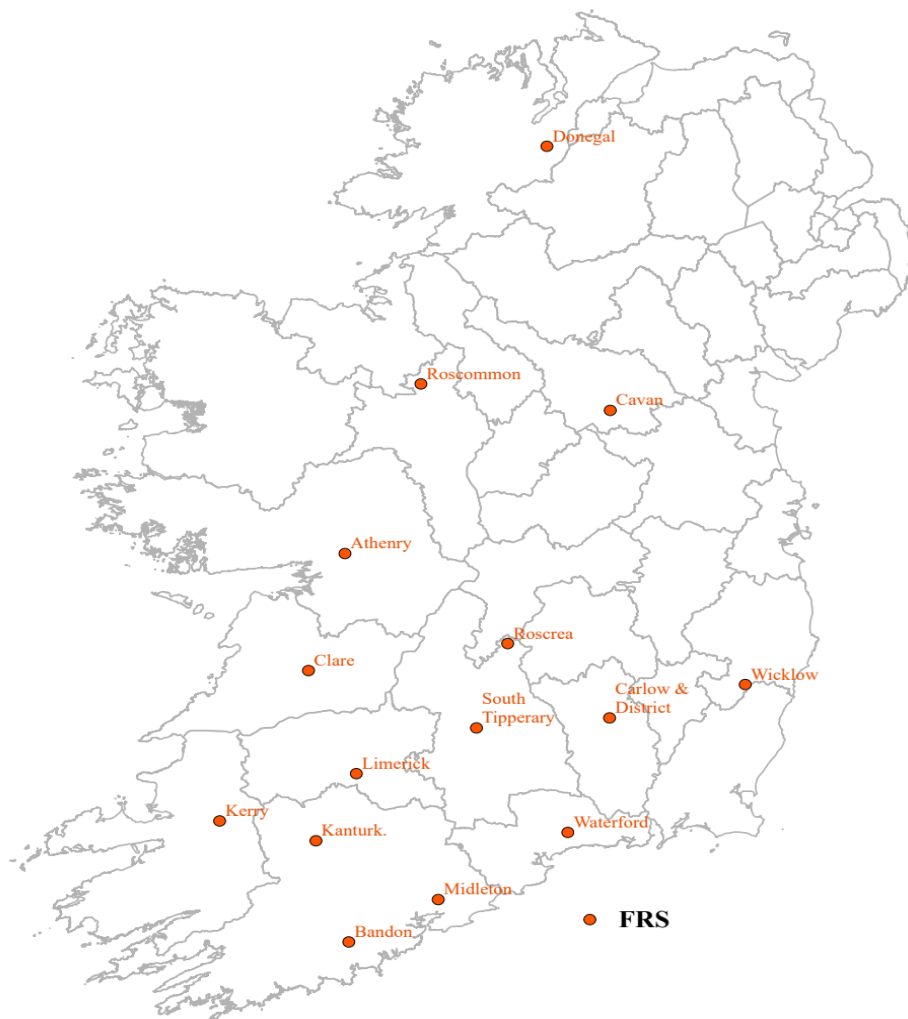 Donegal
Roscommon
Cavan
Athenry
Roscrea
Clare
Wicklow
Carlow &
District
South
Tipperary
Limerick
Kerry
Kanturk.
Waterford
Midleton
FRS
Bandon